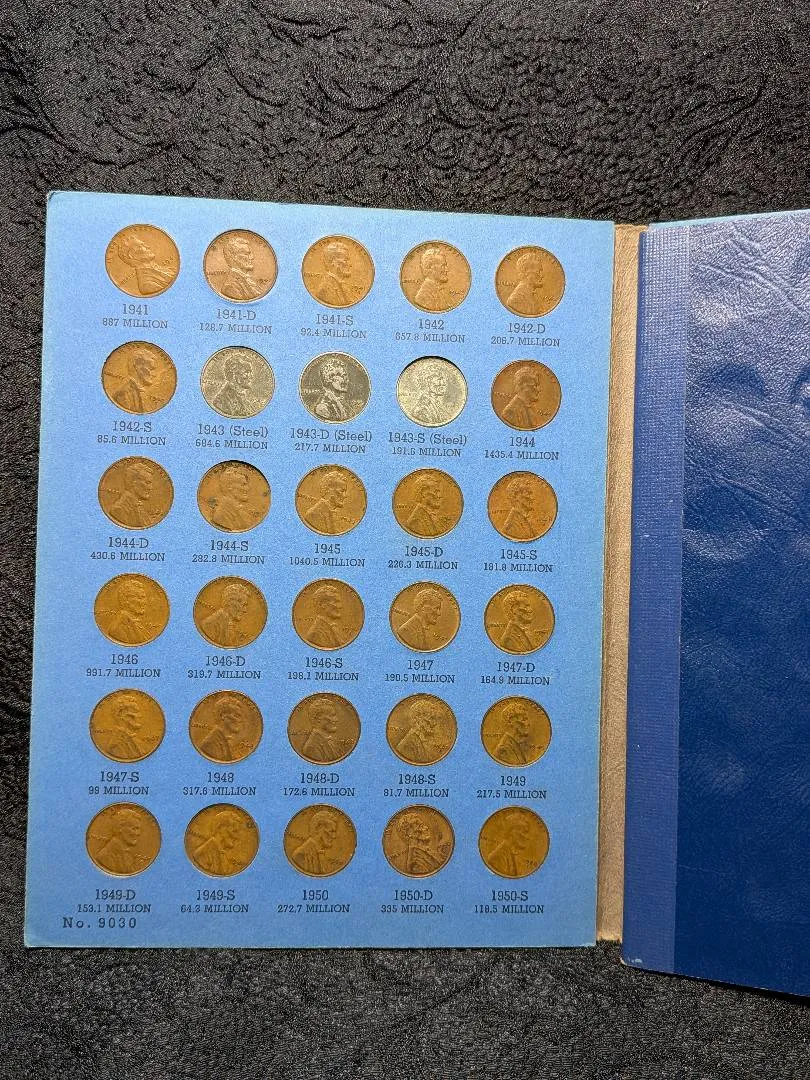 1941
887 MILLION
1941-D
128.7 MILLION
1941-S
92.4 MILLION
1942
657.8 MILLION
1942-D
206.7 MILLION
1942-S
85.6 MILLION
1943 (Steel)
684.6 MILLION
1943-D (Steel)
217.7 MILLION
1943-S (Steel)
191.6 MILLION
1944
1435.4 MILLION
1944-D
430.6 MILLION
1944-S
282.8 MILLION
1945
1040.5 MILLION
1945-D
226.3 MILLION
1945-S
181.8 MILLION
1946
991.7 MILLION
1946-D
319.7 MILLION
1946-S
198.1 MILLION
1947
190.5 MILLION
1947-D
164.9 MILLION
1947-S
99 MILLION
1948
317.6 MILLION
1948-D
172.6 MILLION
1948-S
81.7 MILLION
1949
217.5 MILLION
1949-D
153.1 MILLION
1949-S
64.3 MILLION
1950
272.7 MILLION
1950-D
335 MILLION
1950-S
118.5 MILLION
No. 9030